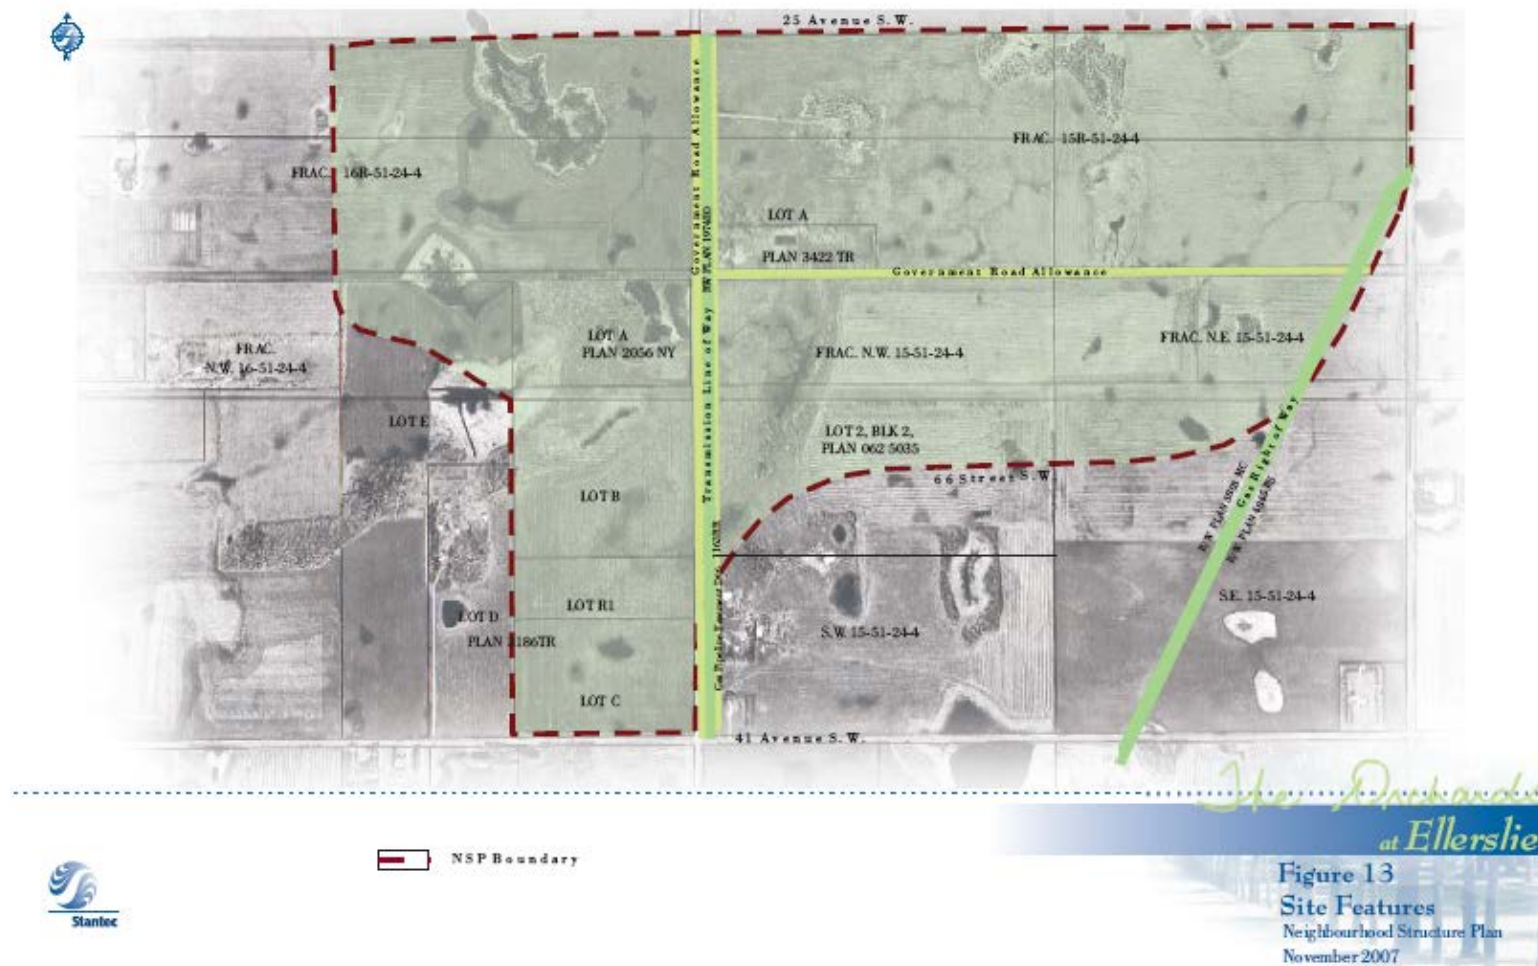 25 Avenue S.W.
Government Road Allowance
FRAC. 15R-51-24-4
FRAC. 16R-51-24-4
LOT A
PLAN 3422 TR
Government Road Allowance
LOT A
PLAN 2056 NY
FRAC.
N.W. 16-51-24-4
FRAC. N.W. 15-51-24-4
FRAC. N.E. 15-51-24-4
Transmission Line of Way
LOT E
LOT 2, BLK 2,
PLAN 062 5035
66 Street S.W.
Gas Right of Way
R/W PLAN
LOT B
LOT R1
LOT D
PLAN
S.W. 15-51-24-4
S.E. 15-51-24-4
LOT C
41 Avenue S.W.
The Orchards
at Ellerslie
NSP Boundary
Stantec
Figure 13
Site Features
Neighbourhood Structure Plan
November 2007